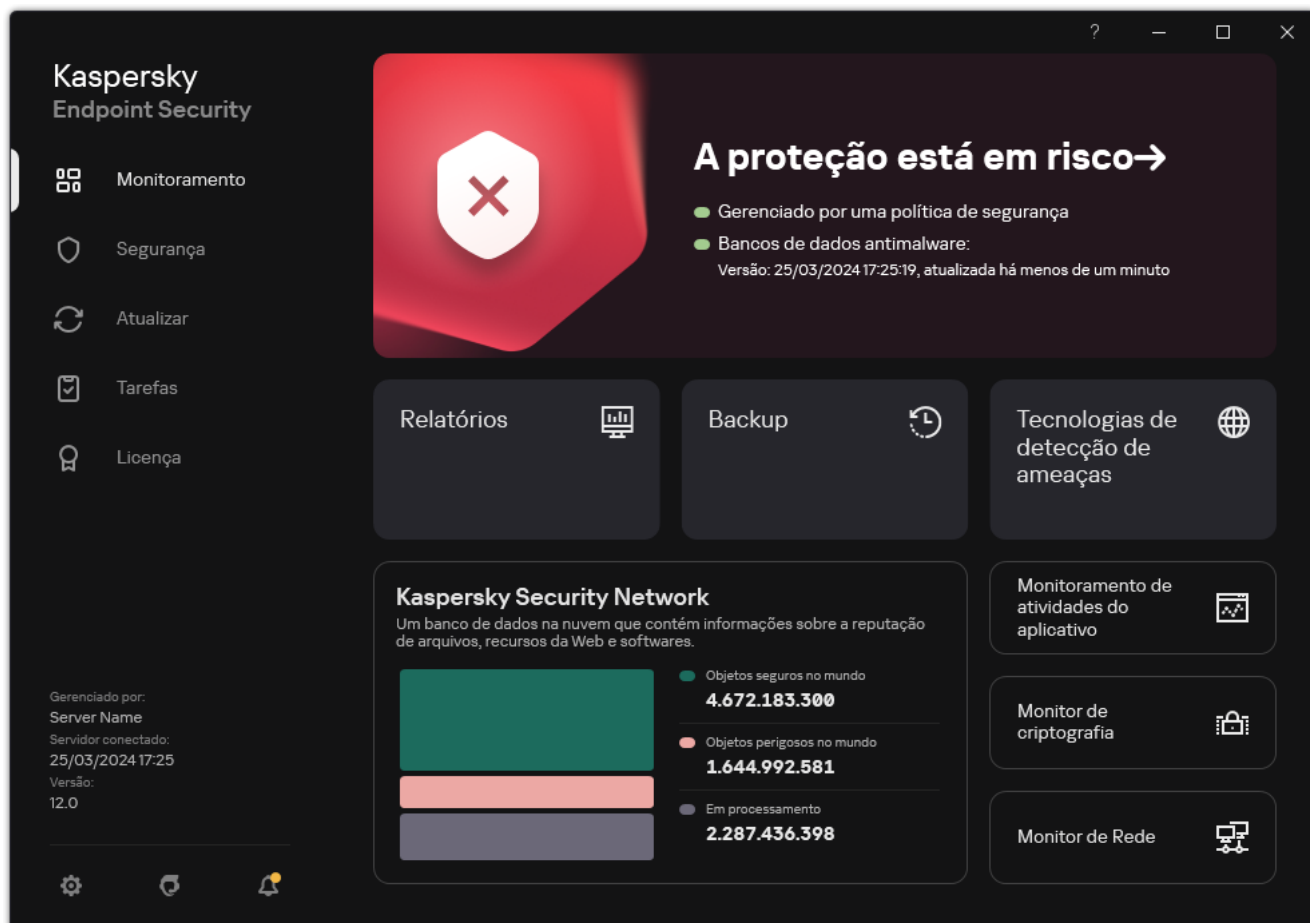 ?
Kaspersky
Endpoint Security
Monitoramento
Segurança
Atualizar
Tarefas
Licença
Gerenciado por:
Server Name
Servidor conectado:
25/03/2024 17:25
Versão:
12.0
A proteção está em risco→
Gerenciado por uma política de segurança
Bancos de dados antimalware:
Versão: 25/03/2024 17:25:19, atualizada há menos de um minuto
Relatórios
Backup
Tecnologias de
detecção de
ameaças
Kaspersky Security Network
Um banco de dados na nuvem que contém informações sobre a reputação
de arquivos, recursos da Web e softwares.
Objetos seguros no mundo
4.672.183.300
Objetos perigosos no mundo
1.644.992.581
Em processamento
2.287.436.398
Monitoramento de
atividades do
aplicativo
Monitor de
criptografia
Monitor de Rede